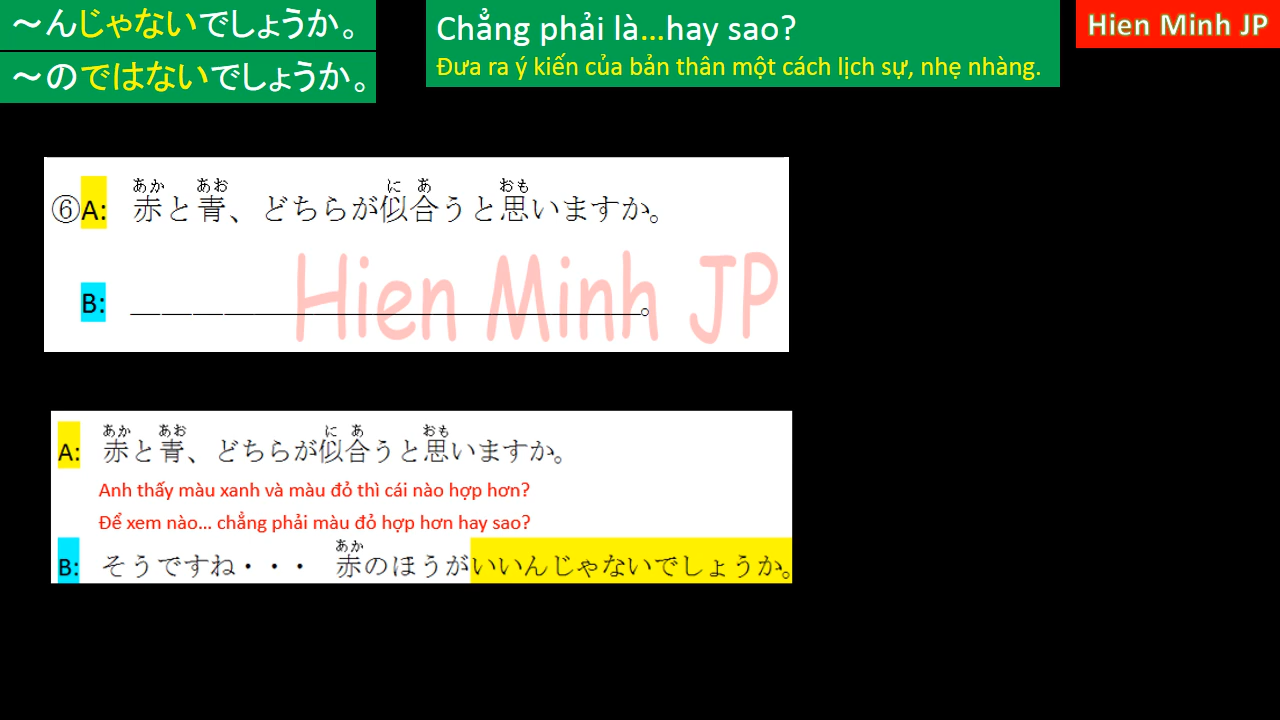 ～んじゃないでしょうか。
～のではないでしょうか。
Chẳng phải là...hay sao?
Đưa ra ý kiến của bản thân một cách lịch sự, nhẹ nhàng.
Hien Minh JP
あか あお に あ おも
⑥A: 赤と青、どちらが似合うと思いますか。
Hien Minh JP
B: ____________________。
あか あお に あ おも
A: 赤と青、どちらが似合うと思いますか。
Anh thấy màu xanh và màu đỏ thì cái nào hợp hơn?
Để xem nào... chẳng phải màu đỏ hợp hơn hay sao?
あか
B: そうですね・・・ 赤のほうがいいんじゃないでしょうか。